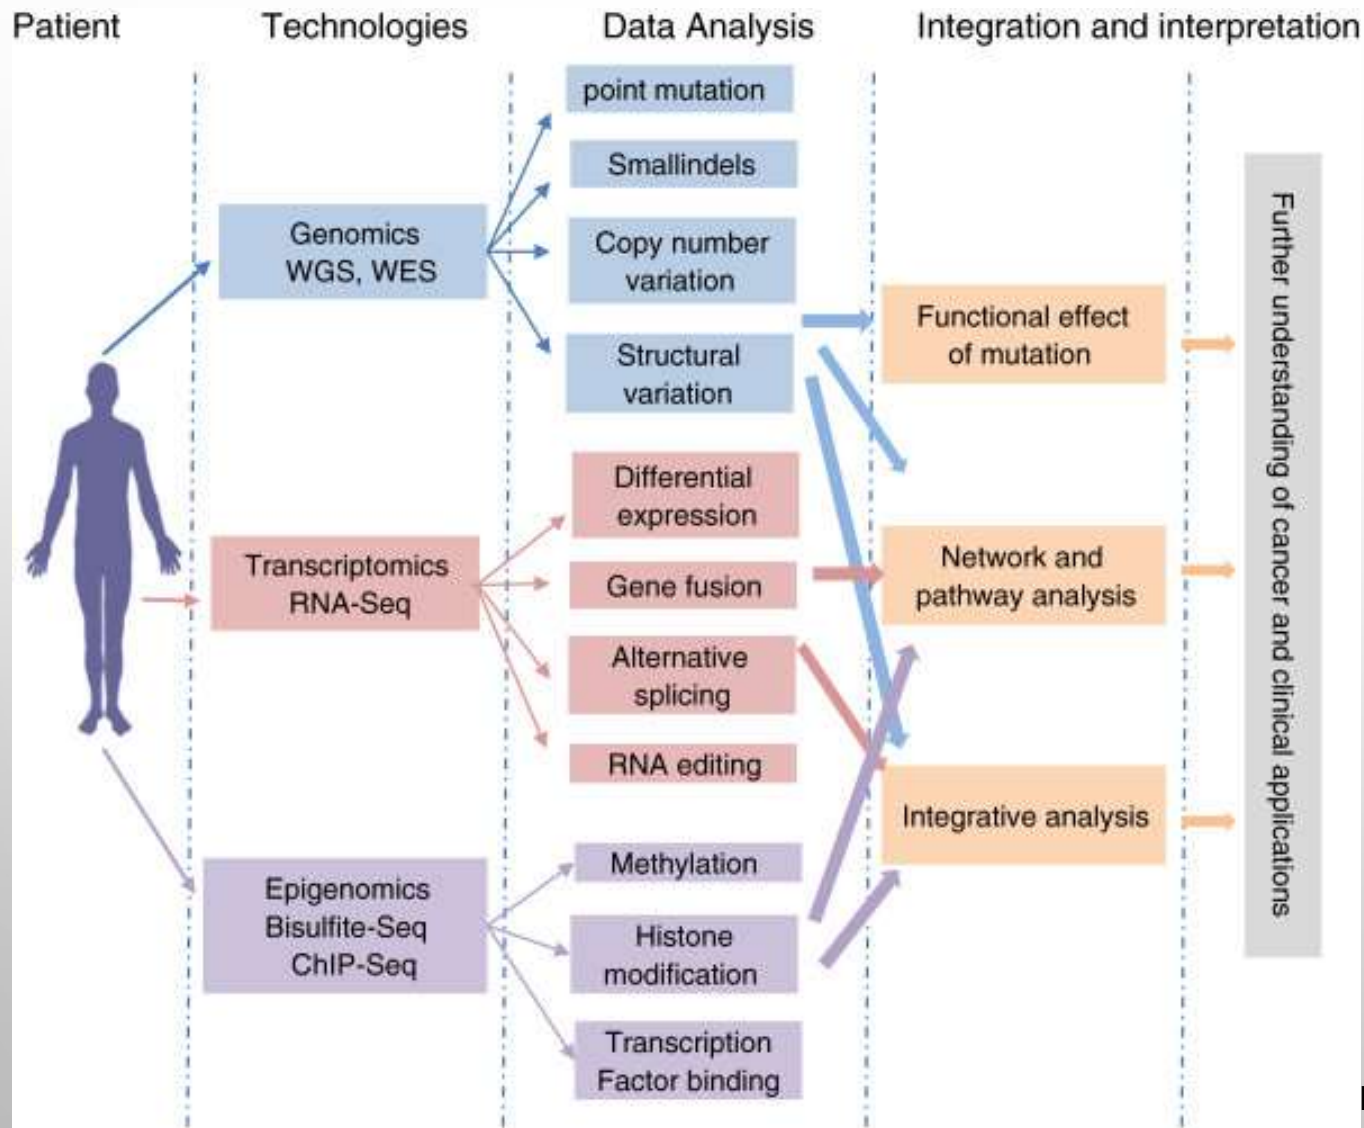 Patient
Technologies
Data Analysis
Integration and interpretation
Genomics
WGS, WES
Transcriptomics
RNA-Seq
Epigenomics
Bisulfite-Seq
ChIP-Seq
point mutation
Smallindels
Copy number
variation
Structural
variation
Differential
expression
Gene fusion
Alternative
splicing
RNA editing
Methylation
Histone
modification
Transcription
Factor binding
Functional effect
of mutation
Network and
pathway analysis
Integrative analysis
Further understanding of cancer and clinical applications